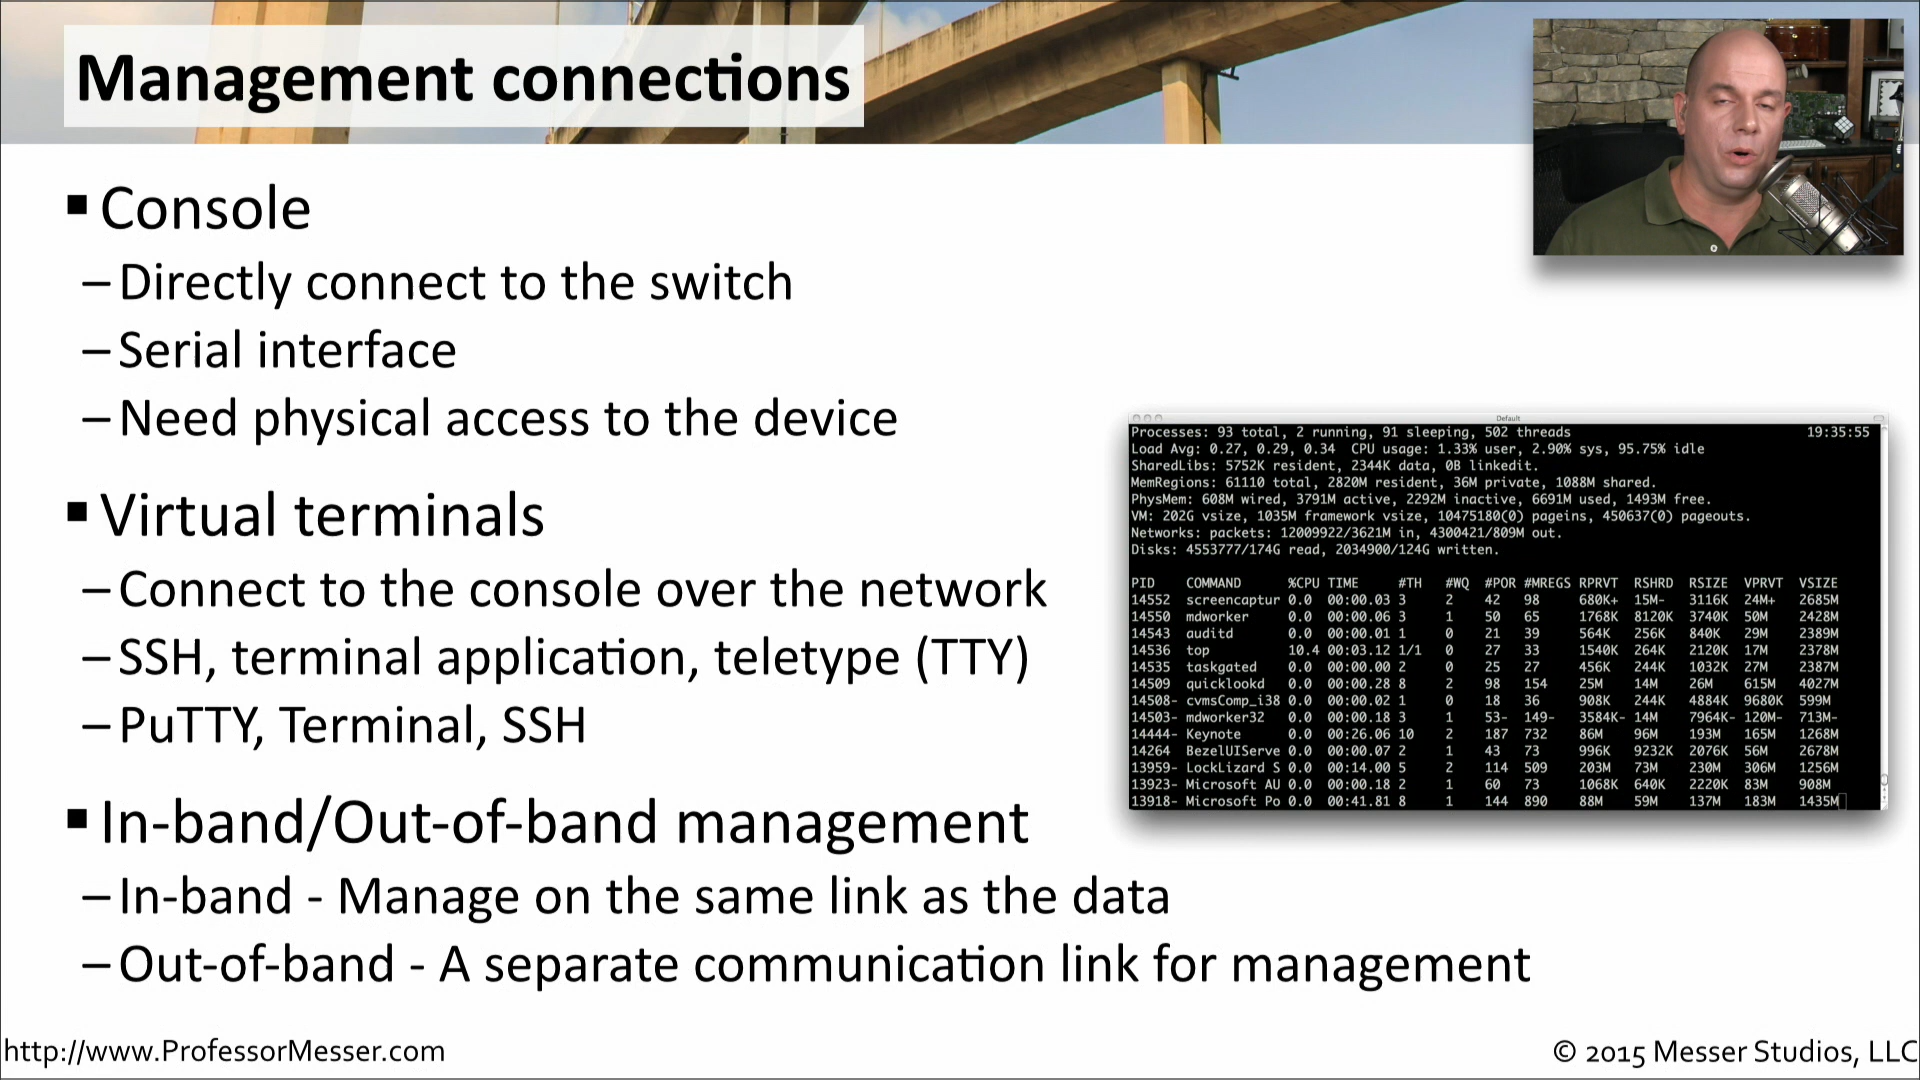 Management connections
▪ Console
– Directly connect to the switch
– Serial interface
– Need physical access to the device
▪ Virtual terminals
– Connect to the console over the network
– SSH, terminal application, teletype (TTY)
– PuTTY, Terminal, SSH
▪ In-band/Out-of-band management
– In-band - Manage on the same link as the data
– Out-of-band - A separate communication link for management
Default
Processes: 93 total, 2 running, 91 sleeping, 502 threads 19:35:55
Load Avg: 0.27, 0.29, 0.34 CPU usage: 1.33% user, 2.90% sys, 95.75% idle
SharedLibs: 5752K resident, 2344K data, 0B linkedit.
MemRegions: 61110 total, 2820M resident, 36M private, 1088M shared.
PhysMem: 608M wired, 3791M active, 2292M inactive, 6691M used, 1493M free.
VM: 202G vsize, 1035M framework vsize, 10475180(0) pageins, 450637(0) pageouts.
Networks: packets: 12009922/3621M in, 4300421/809M out.
Disks: 4553777/174G read, 2034900/124G written.
PID COMMAND %CPU TIME #TH #WQ #POR #MREGS RPRVT RSHRD RSIZE VPRVT VSIZE
14552 screencaptur 0.0 00:00.03 3 2 42 98 680K+ 15M- 3116K 24M+ 2685M
14550 mdworker 0.0 00:00.06 3 1 50 65 1768K 8120K 3740K 50M 2428M
14543 auditd 0.0 00:00.01 1 0 21 39 564K 256K 840K 29M 2389M
14536 top 10.4 00:03.12 1/1 0 27 33 1540K 264K 2120K 17M 2378M
14535 taskgated 0.0 00:00.00 2 0 25 27 456K 244K 1032K 27M 2387M
14509 quicklookd 0.0 00:00.28 8 2 98 154 25M 14M 26M 615M 4027M
14508- cvmsComp_i38 0.0 00:00.02 1 0 18 36 908K 244K 4884K 9680K 599M
14503- mdworker32 0.0 00:00.18 3 1 53- 149- 3584K- 14M 7964K- 120M- 713M-
14444- Keynote 0.0 00:26.06 10 2 187 732 86M 96M 193M 165M 1268M
14264 BezelUIServe 0.0 00:00.07 2 1 43 73 996K 9232K 2076K 56M 2678M
13959- LockLizard S 0.0 00:14.00 5 2 114 509 203M 73M 230M 306M 1256M
13923- Microsoft AU 0.0 00:00.18 2 1 60 73 1068K 640K 2220K 83M 908M
13918- Microsoft Po 0.0 00:41.81 8 1 144 890 88M 59M 137M 183M 1435M
http://www.ProfessorMesser.com
© 2015 Messer Studios, LLC